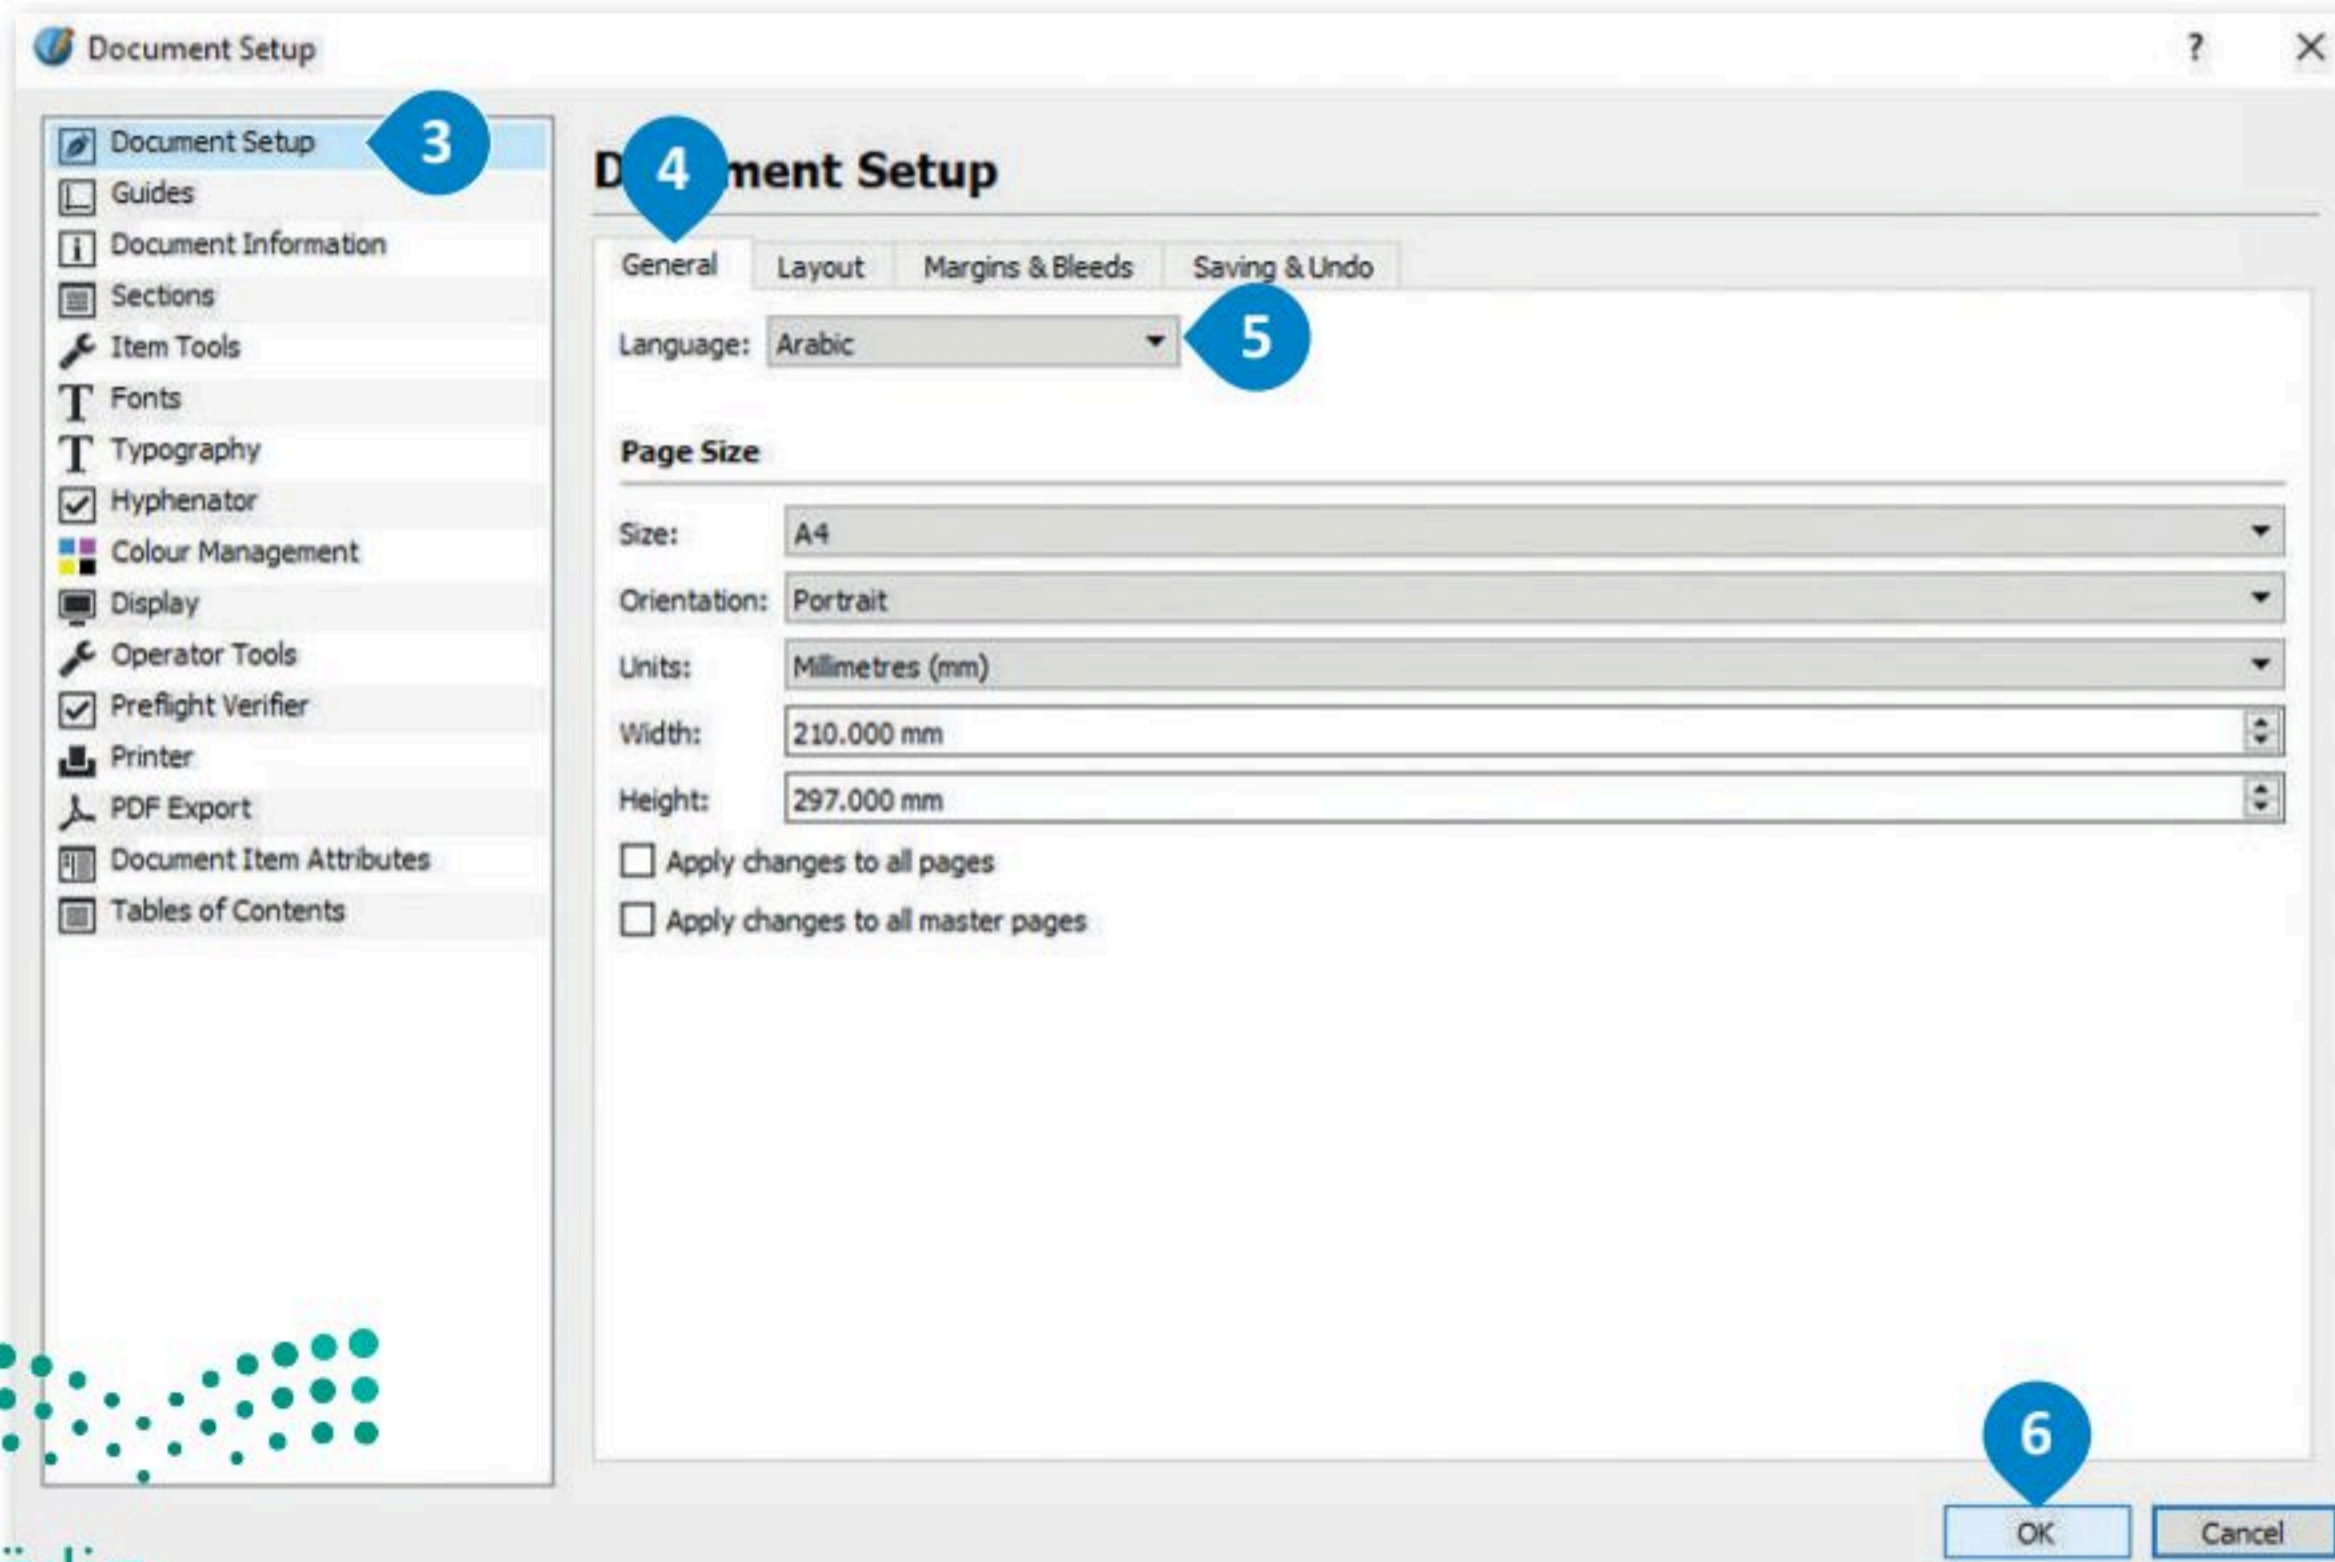 Document Setup
?
Document Setup
3
Guides
Document Information
Sections
Item Tools
Fonts
Typography
Hyphenator
Colour Management
Display
Operator Tools
Preflight Verifier
Printer
PDF Export
Document Item Attributes
Tables of Contents
4
ment Setup
General
Layout
Margins & Bleeds
Saving & Undo
Language: Arabic
5
Page Size
Size: A4
Orientation: Portrait
Units: Millimetres (mm)
Width: 210.000 mm
Height: 297.000 mm
Apply changes to all pages
Apply changes to all master pages
6
OK
Cancel